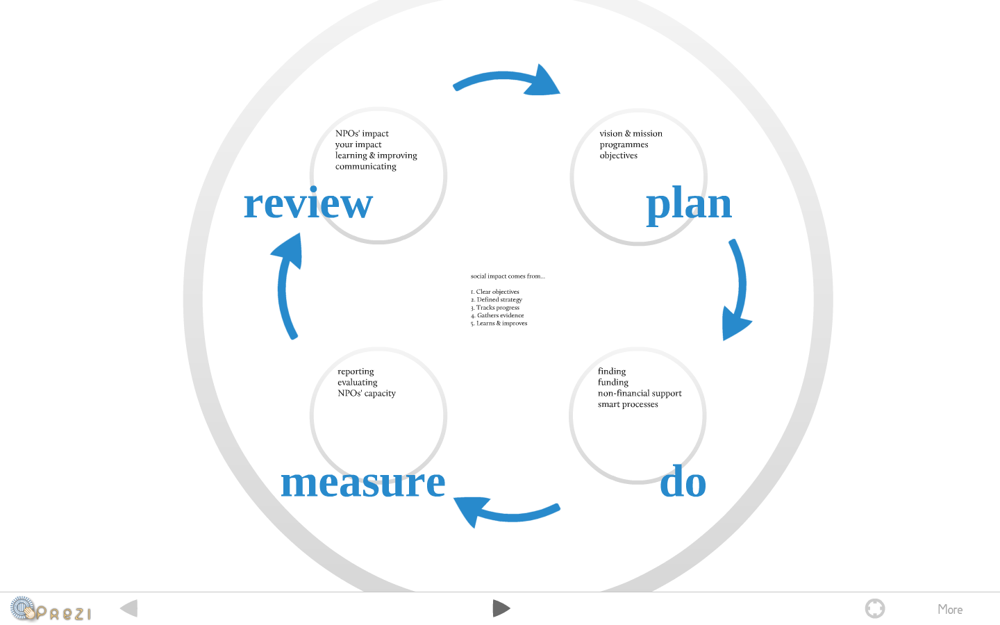 NPOs' impact
your impact
learning & improving
communicating
review
vision & mission
programmes
objectives
plan
social impact comes from...
1. Clear objectives
2. Defined strategy
3. Tracks progress
4. Gathers evidence
5. Learns & improves
reporting
evaluating
NPOs' capacity
measure
finding
funding
non-financial support
smart processes
do
PREZI
More